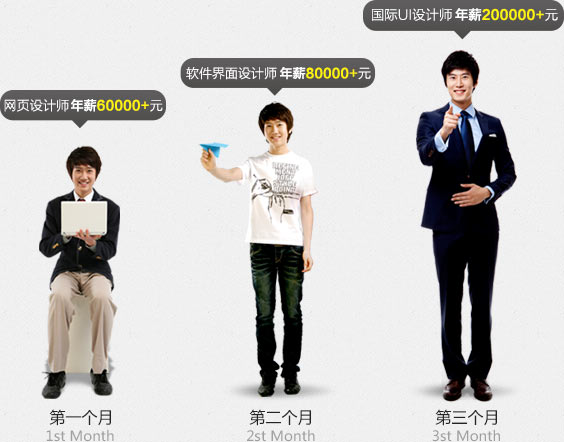 国际UI设计师 年薪200000+元
软件界面设计师 年薪80000+元
网页设计师 年薪60000+元
第一个月
1st Month
第二个月
2st Month
第三个月
3st Month